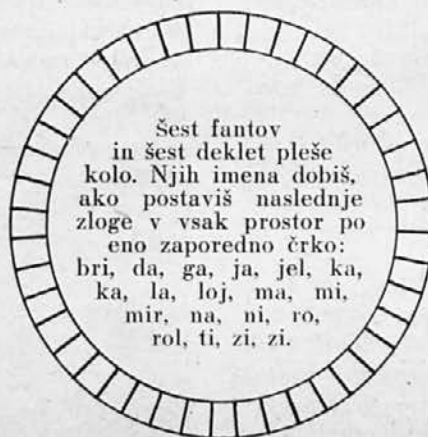 Šest fantov
in šest deklet pleše
kolo. Njih imena dobiš,
ako postaviš naslednje
zloge v vsak prostor po
eno zaporedno črko:
bri, da, ga, ja, jel, ka,
ka, la, loj, ma, mi,
mir, na, ni, ro,
rol, ti, zi, zi.